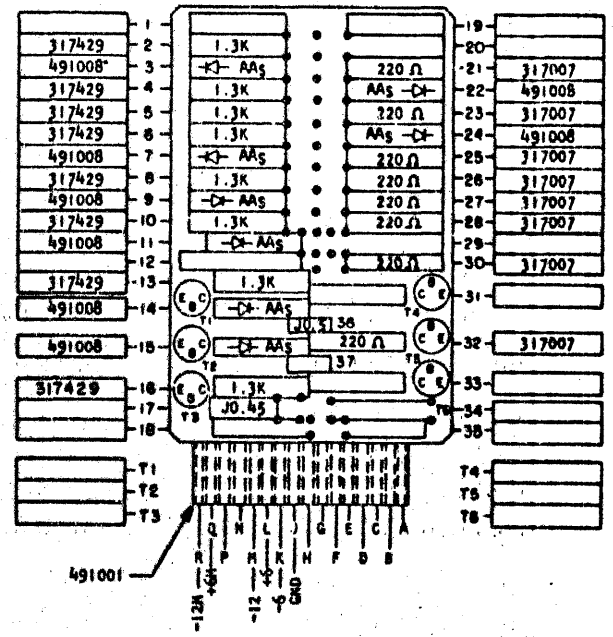 1 19
317429 2 1.3K 20
491008 3 AAs 220 Ω 21 317007
317429 4 1.3K AAs 22 491008
317429 5 1.3K 220 Ω 23 317007
317429 6 1.3K AAs 24 491008
491008 7 AAs 220 Ω 25 317007
317429 8 1.3K 220 Ω 26 317007
491008 9 AAs 220 Ω 27 317007
317429 10 1.3K 220 Ω 28 317007
491008 11 AAs 29
12 220 Ω 30 317007
317429 13 1.3K
E B C C B E 31
491008 14 AAs T4
T1 J0.5 36
491008 15 E B C AAs 220 Ω C B E 32 317007
T2 37 T5
317429 16 E B C 1.3K C B E 33
17 T3 J0.45 T6 34
18 35
T1 T4
T2 T5
T3 T6
R Q P N M L K J H G F E D C B A
491001
-12M +6M -12 +6 -6 GND